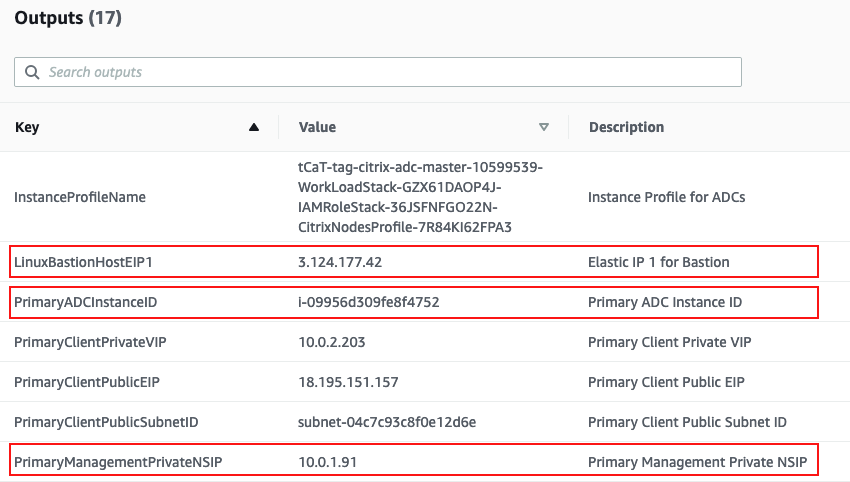 Outputs (17)
Search outputs
Key Value Description
tCaT-tag-citrix-adc-master-10599539-
WorkLoadStack-GZX61DAOP4J-
InstanceProfileName IAMRoleStack-36JSFNFGO22N- Instance Profile for ADCs
CitrixNodesProfile-7R84KI62FPA3
LinuxBastionHostEIP1 3.124.177.42 Elastic IP 1 for Bastion
PrimaryADCInstanceID i-09956d309fe8f4752 Primary ADC Instance ID
PrimaryClientPrivateVIP 10.0.2.203 Primary Client Private VIP
PrimaryClientPublicEIP 18.195.151.157 Primary Client Public EIP
PrimaryClientPublicSubnetID subnet-04c7c93c8f0e12d6e Primary Client Public Subnet ID
PrimaryManagementPrivateNSIP 10.0.1.91 Primary Management Private NSIP